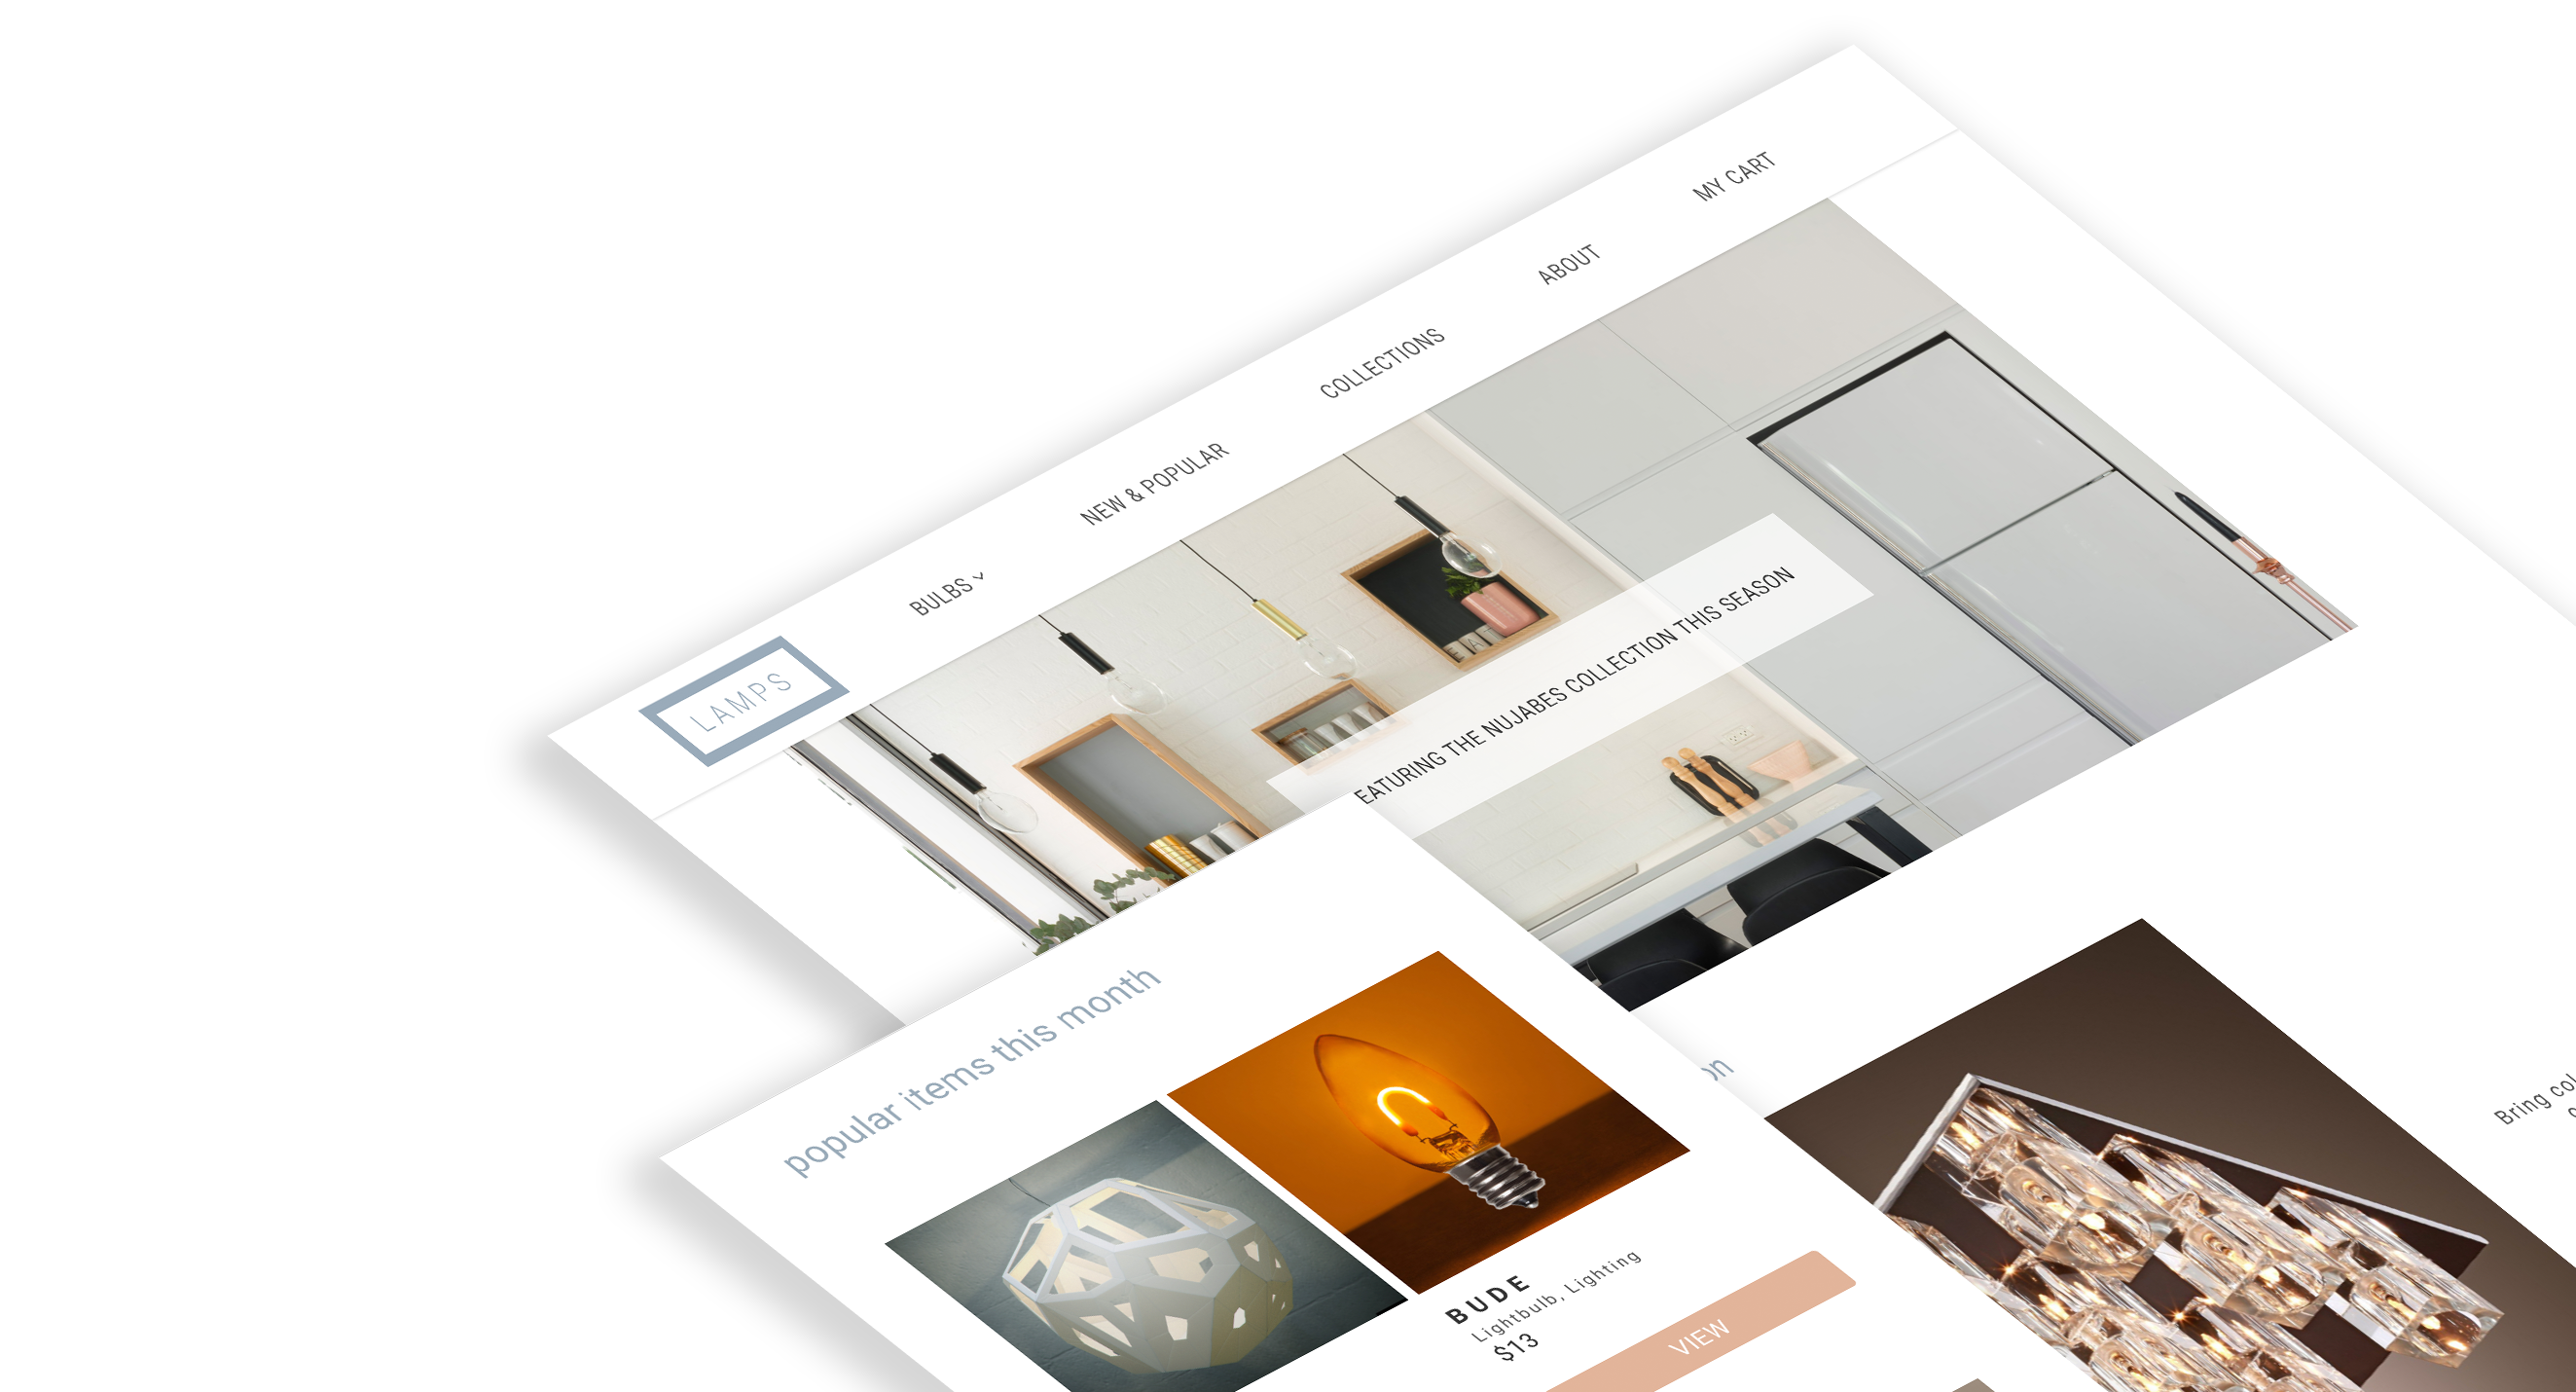 LAMPS
BULBS
NEW & POPULAR
COLLECTIONS
ABOUT
MY CART
EATURING THE NUJABES COLLECTION THIS SEASON
popular items this month
BUDE
Lightbulb, Lighting
$13
VIEW
on
Bring col